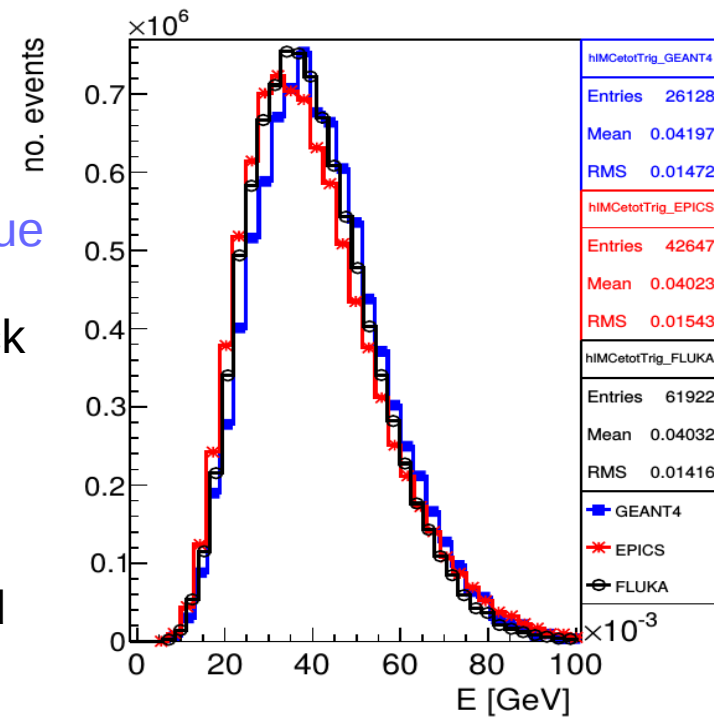 ×10⁶
no. events
0.7
0.6
0.5
0.4
0.3
0.2
0.1
0
0 20 40 60 80 100
×10⁻³
E [GeV]
ue
k
hIMCetotTrig_GEANT4
Entries 26128
Mean 0.04197
RMS 0.01472
hIMCetotTrig_EPICS
Entries 42647
Mean 0.04023
RMS 0.01543
hIMCetotTrig_FLUKA
Entries 61922
Mean 0.04032
RMS 0.01416
GEANT4
EPICS
FLUKA